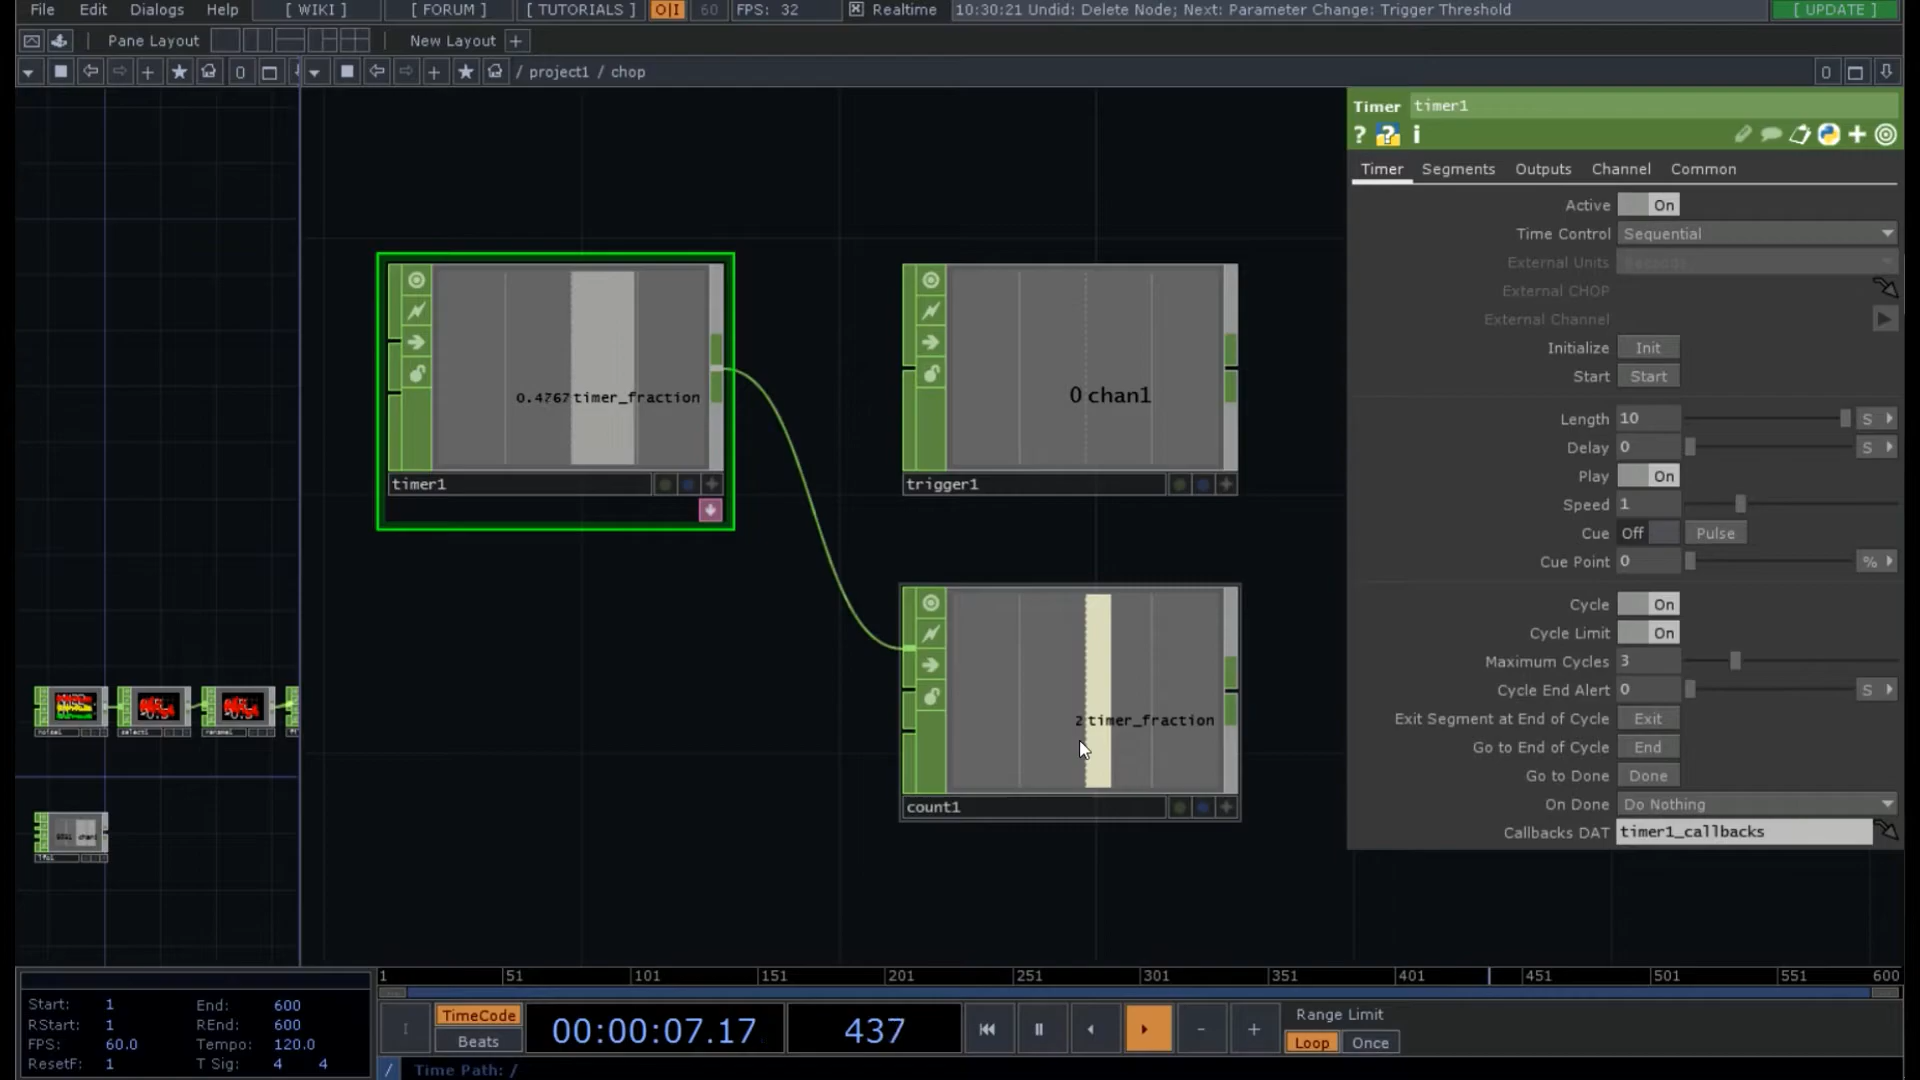 File Edit Dialogs Help [ WIKI ] [ FORUM ] [ TUTORIALS ] O|I 60 FPS: 32 Realtime 10:30:21 Undid: Delete Node; Next: Parameter Change: Trigger Threshold [ UPDATE ]
Pane Layout New Layout +
0 / project1 / chop 0
Timer timer1
? ? i
Timer Segments Outputs Channel Common
Active On
Time Control Sequential
External Units
External CHOP
External Channel
Initialize Init
Start Start
Length 10 S
Delay 0 S
Play On
Speed 1
Cue Off Pulse
Cue Point 0 %
Cycle On
Cycle Limit On
Maximum Cycles 3
Cycle End Alert 0 S
Exit Segment at End of Cycle Exit
Go to End of Cycle End
Go to Done Done
On Done Do Nothing
Callbacks DAT timer1_callbacks
0.4767 timer_fraction
timer1
0 chan1
trigger1
2 timer_fraction
count1
1 51 101 151 201 251 301 351 401 451 501 551 600
Start: 1 End: 600
RStart: 1 REnd: 600
FPS: 60.0 Tempo: 120.0
ResetF: 1 T Sig: 4 4
TimeCode
Beats
00:00:07.17
437
- +
Range Limit
Loop Once
/ Time Path: /